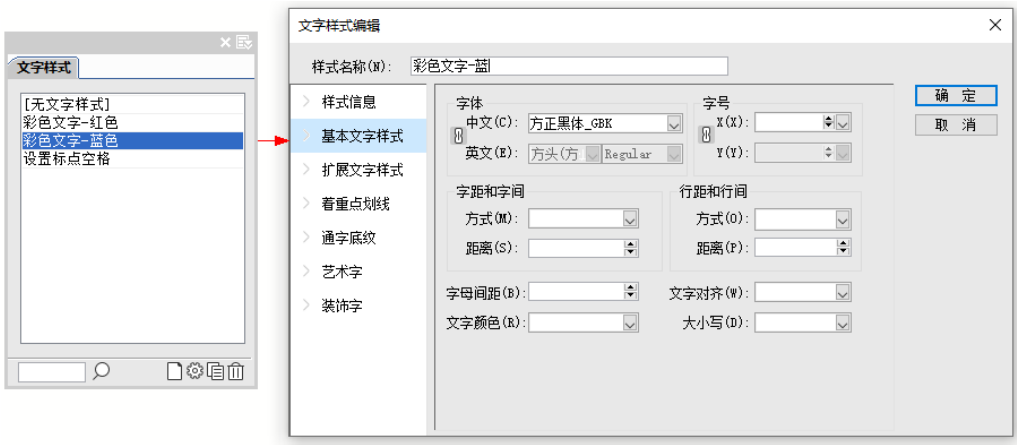 文字样式
[无文字样式]
彩色文字-红色
彩色文字-蓝色
设置标点空格
文字样式编辑
样式名称(N): 彩色文字-蓝
样式信息
基本文字样式
扩展文字样式
着重点划线
通字底纹
艺术字
装饰字
字体
中文(C): 方正黑体_GBK
英文(E): 方头(方 Regular
字号
X(X):
Y(Y):
字距和字间
方式(M):
距离(S):
行距和行间
方式(O):
距离(P):
字母间距(B):
文字对齐(W):
文字颜色(R):
大小写(D):
确 定
取 消